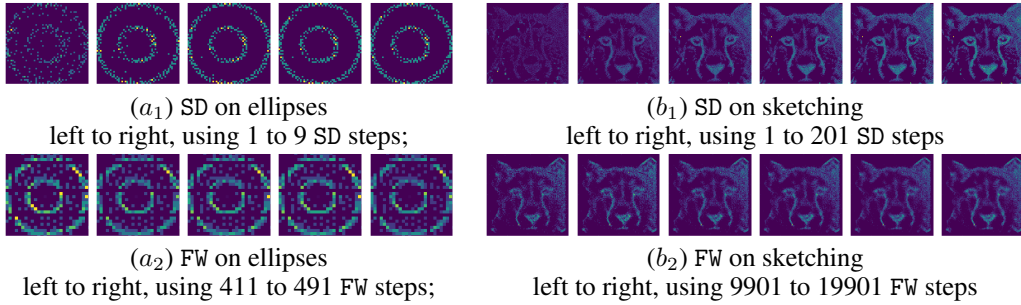 (a₁) SD on ellipses
left to right, using 1 to 9 SD steps;
(b₁) SD on sketching
left to right, using 1 to 201 SD steps
(a₂) FW on ellipses
left to right, using 411 to 491 FW steps;
(b₂) FW on sketching
left to right, using 9901 to 19901 FW steps